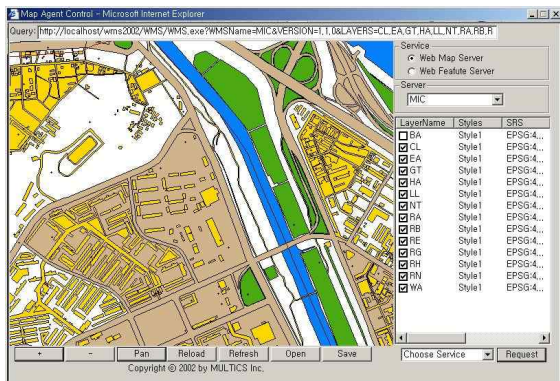 Map Agent Control - Microsoft Internet Explorer
Query: http://localhost/wms2002/WMS/WMS.exe?WMSName=MIC&VERSION=1,1,0&LAYERS=CL,EA,GT,HA,LL,NT,RA,RB,R
Service
Web Map Server
Web Feafute Server
Server
MIC
LayerName Styles SRS
BA Style1 EPSG:4...
CL Style1 EPSG:4...
EA Style1 EPSG:4...
GT Style1 EPSG:4...
HA Style1 EPSG:4...
LL Style1 EPSG:4...
NT Style1 EPSG:4...
RA Style1 EPSG:4...
RB Style1 EPSG:4...
RE Style1 EPSG:4...
RG Style1 EPSG:4...
RH Style1 EPSG:4...
RN Style1 EPSG:4...
WA Style1 EPSG:4...
+ - Pan Reload Refresh Open Save Choose Service Request
Copyright © 2002 by MULTICS Inc.